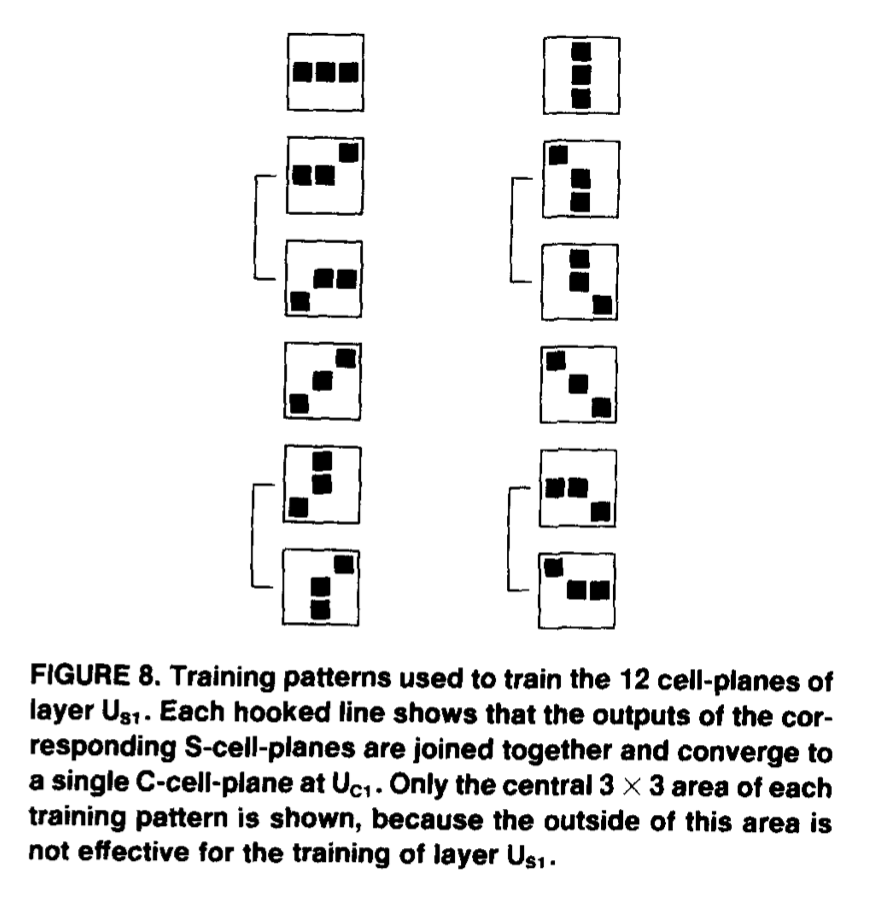 FIGURE 8. Training patterns used to train the 12 cell-planes of
layer U_S1. Each hooked line shows that the outputs of the cor-
responding S-cell-planes are joined together and converge to
a single C-cell-plane at U_C1. Only the central 3 × 3 area of each
training pattern is shown, because the outside of this area is
not effective for the training of layer U_S1.